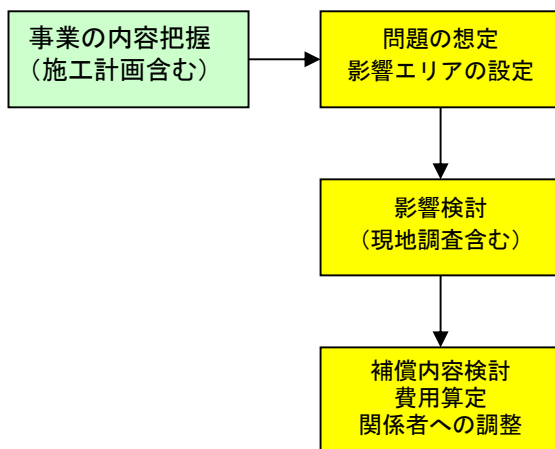 事業の内容把握
（施工計画含む）
問題の想定
影響エリアの設定
影響検討
（現地調査含む）
補償内容検討
費用算定
関係者への調整